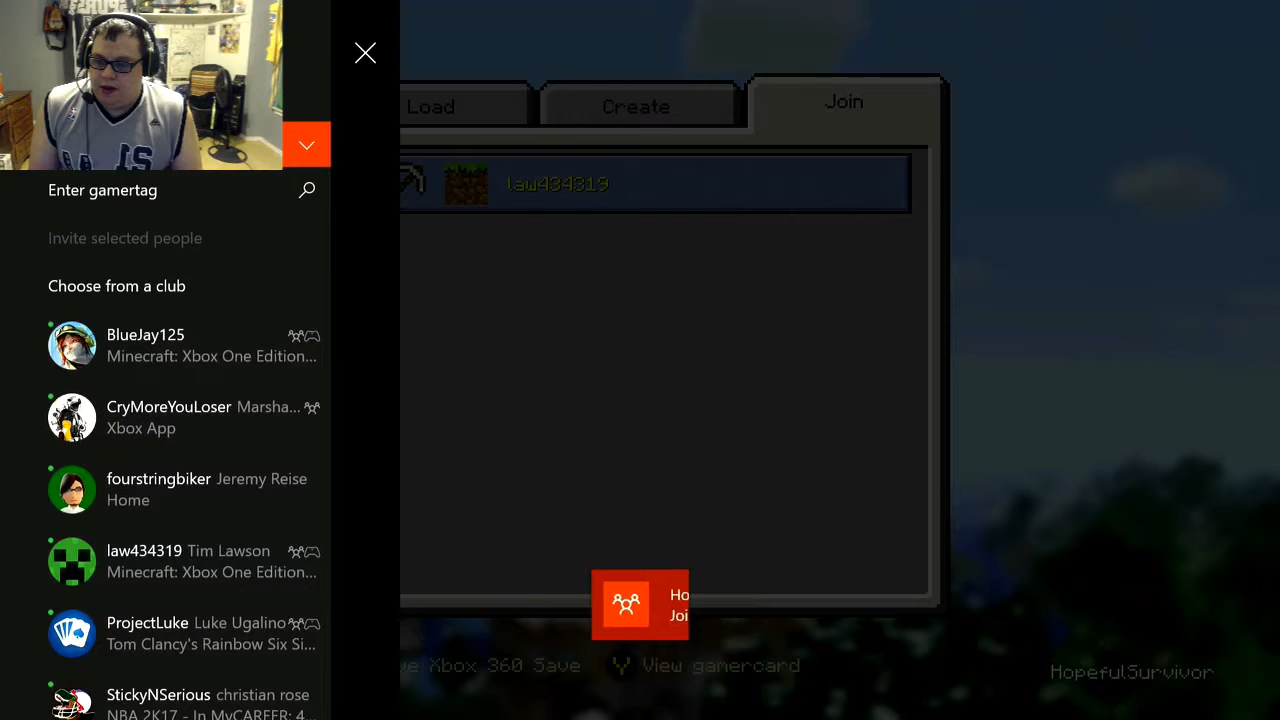 Load
Create
Join
law434319
Enter gamertag
Invite selected people
Choose from a club
BlueJay125
Minecraft: Xbox One Edition...
CryMoreYouLoser Marsha...
Xbox App
fourstringbiker Jeremy Reise
Home
law434319 Tim Lawson
Minecraft: Xbox One Edition...
ProjectLuke Luke Ugalino
Tom Clancy's Rainbow Six Si...
StickyNSerious christian rose
NBA 2K17 - In MyCAREER: 4...
Ho
Joi
ve Xbox 360 Save
Y View gamercard
HopefulSurvivor